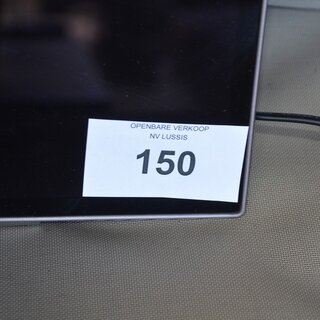 OPENBARE VERKOOP
NV LUSSIS
150